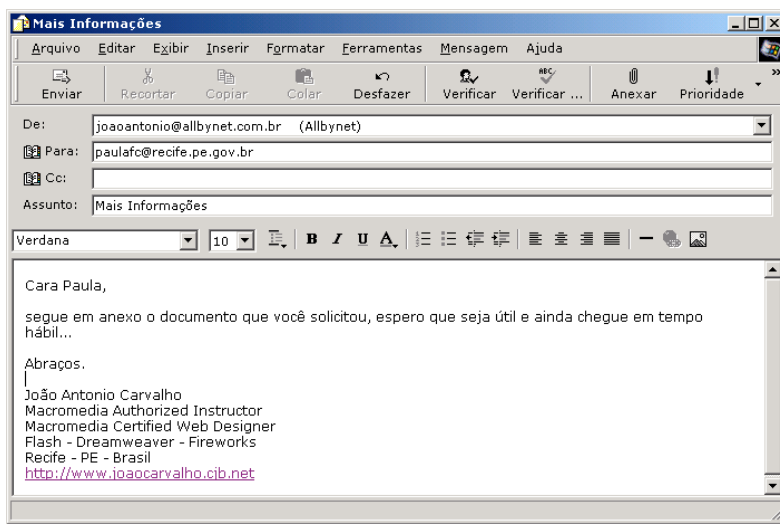 Mais Informações
Arquivo Editar Exibir Inserir Formatar Ferramentas Mensagem Ajuda
Enviar Recortar Copiar Colar Desfazer Verificar Verificar ... Anexar Prioridade »
De: joaoantonio@allbynet.com.br (Allbynet)
Para: paulafc@recife.pe.gov.br
Cc:
Assunto: Mais Informações
Verdana 10 B I U A
Cara Paula,
segue em anexo o documento que você solicitou, espero que seja útil e ainda chegue em tempo
hábil...
Abraços.
João Antonio Carvalho
Macromedia Authorized Instructor
Macromedia Certified Web Designer
Flash - Dreamweaver - Fireworks
Recife - PE - Brasil
http://www.joaocarvalho.cjb.net